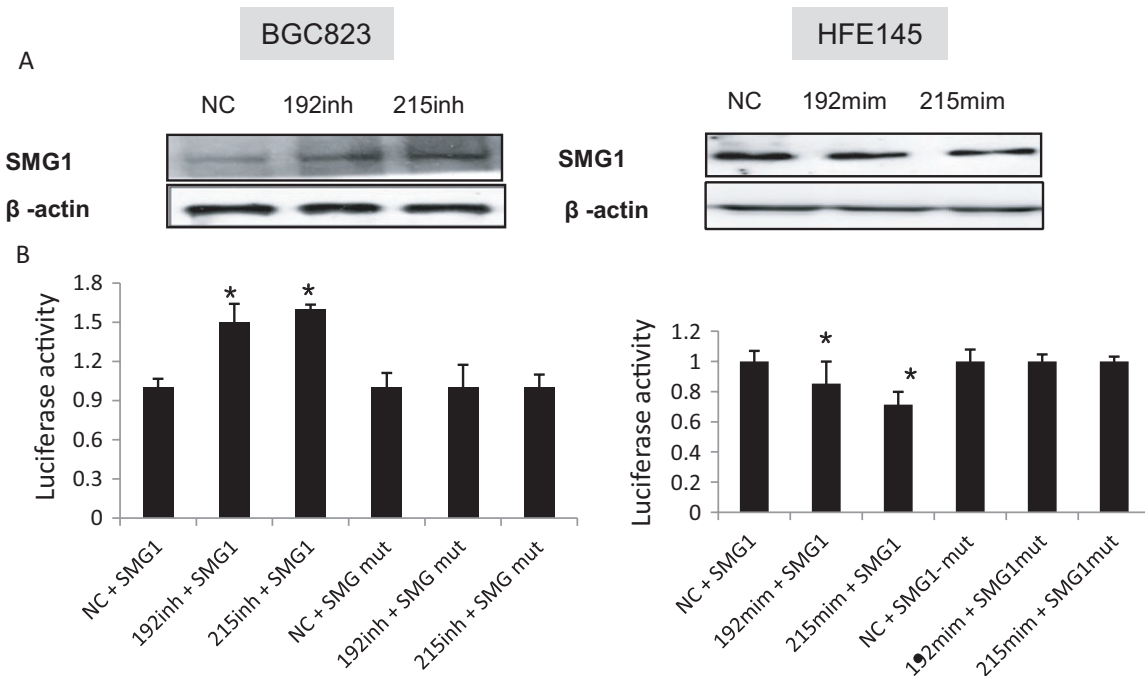 BGC823
HFE145
A
NC 192inh 215inh
NC 192mim 215mim
SMG1
β -actin
SMG1
β -actin
B
Luciferase activity
1.8
1.5
1.2
0.9
0.6
0.3
0
* *
NC + SMG1
192inh + SMG1
215inh + SMG1
NC + SMG mut
192inh + SMG mut
215inh + SMG mut
Luciferase activity
1.2
1
0.8
0.6
0.4
0.2
0
* *
NC + SMG1
192mim + SMG1
215mim + SMG1
NC + SMG1- mut
192mim + SMG1mut
215mim + SMG1mut